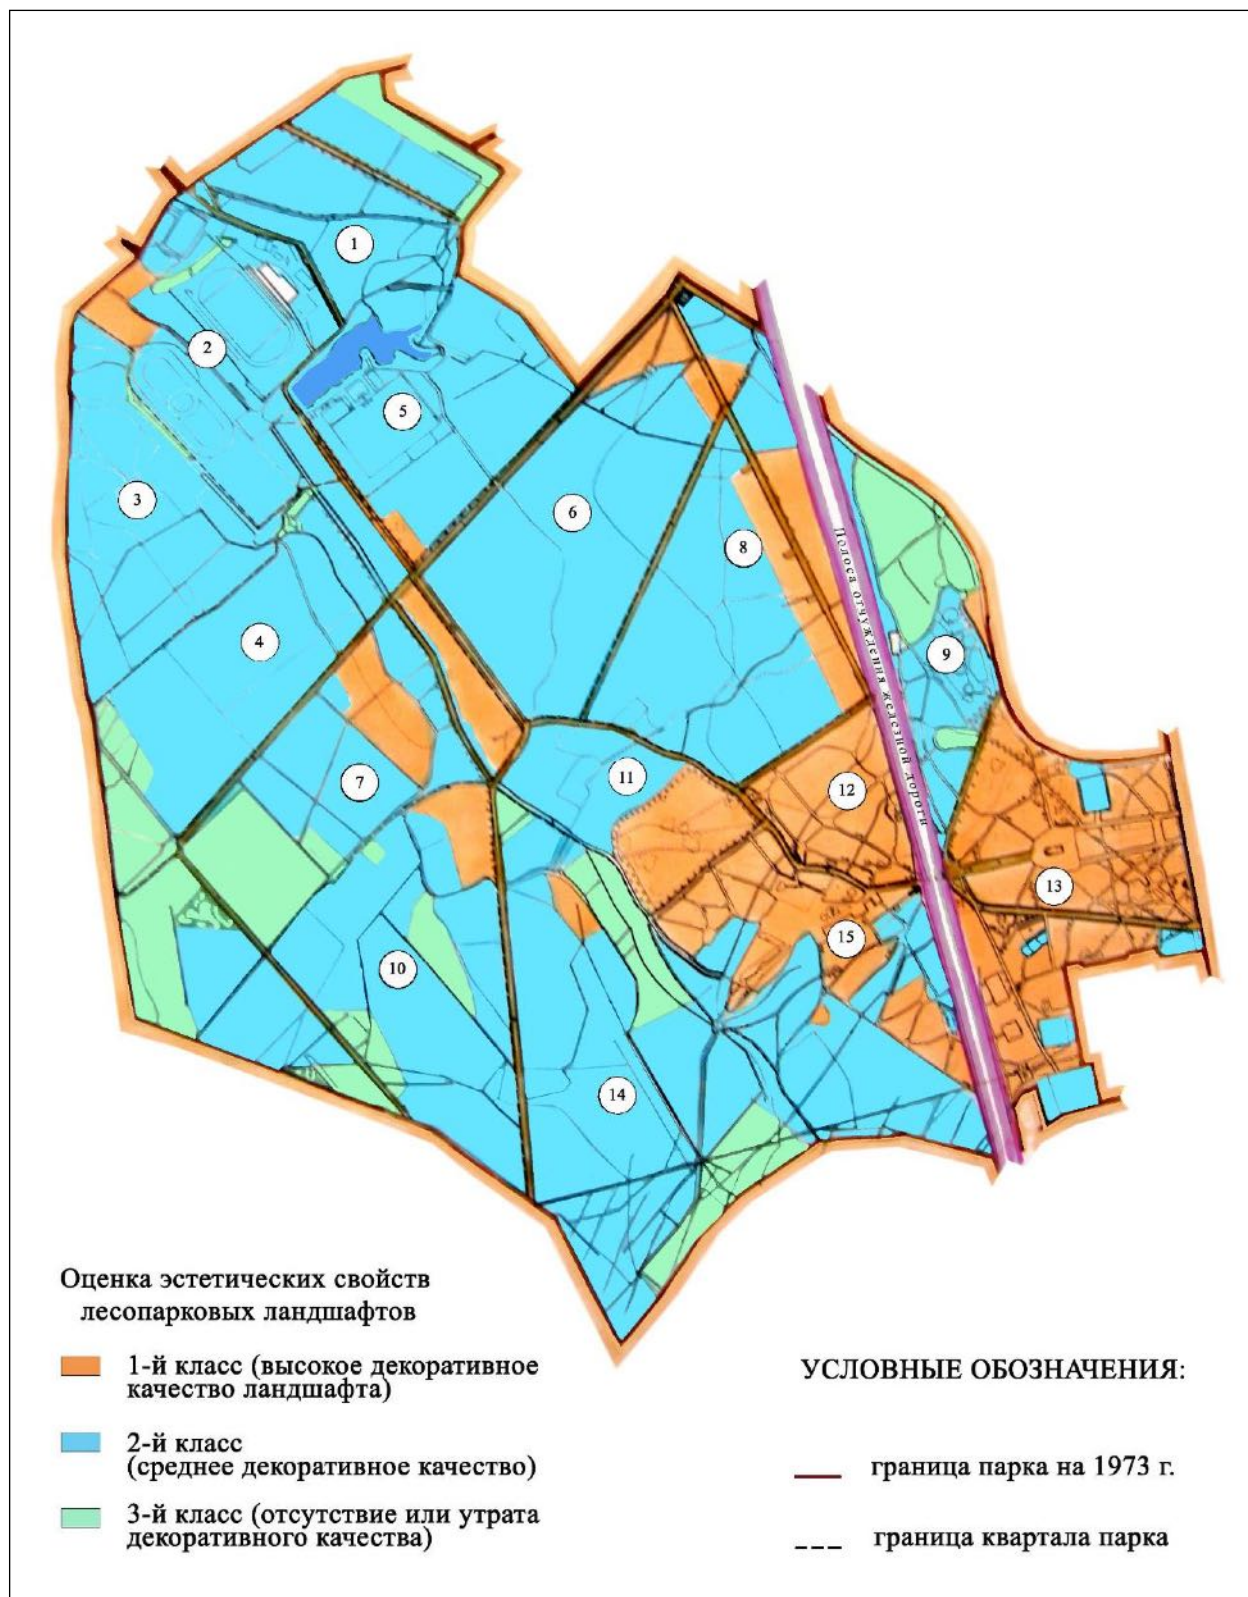 1
2
3
4
5
6
7
8
9
10
11
12
13
14
15
Полоса отчуждения железной дороги
Оценка эстетических свойств
лесопарковых ландшафтов
1-й класс (высокое декоративное
качество ландшафта)
2-й класс
(среднее декоративное качество)
3-й класс (отсутствие или утрата
декоративного качества)
УСЛОВНЫЕ ОБОЗНАЧЕНИЯ:
граница парка на 1973 г.
граница квартала парка